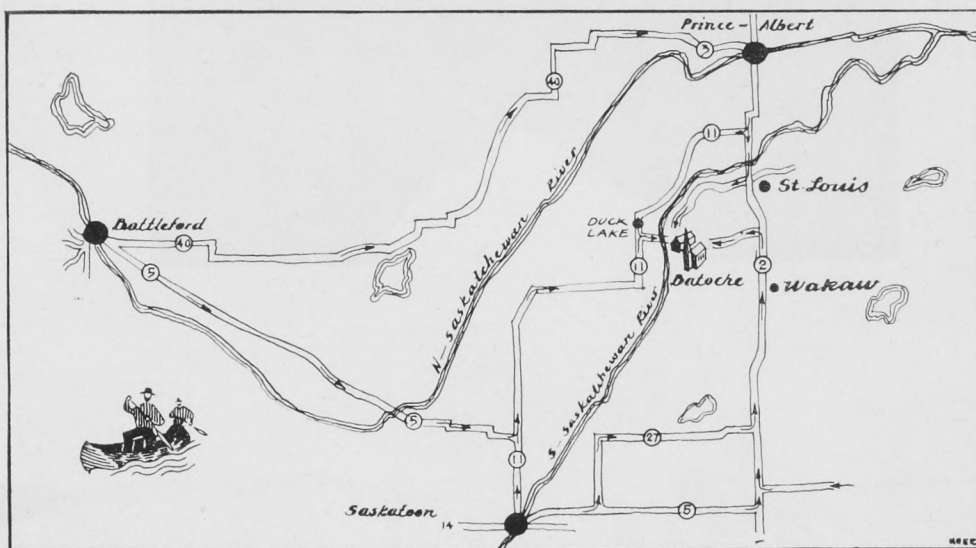 Prince - Albert
3
40
11
N- Saskatchewan River
St. Louis
DUCK LAKE
Battleford
40
5
11
Batoche
2
Wakaw
S- Saskatchewan River
5
27
11
Saskatoon
14
5